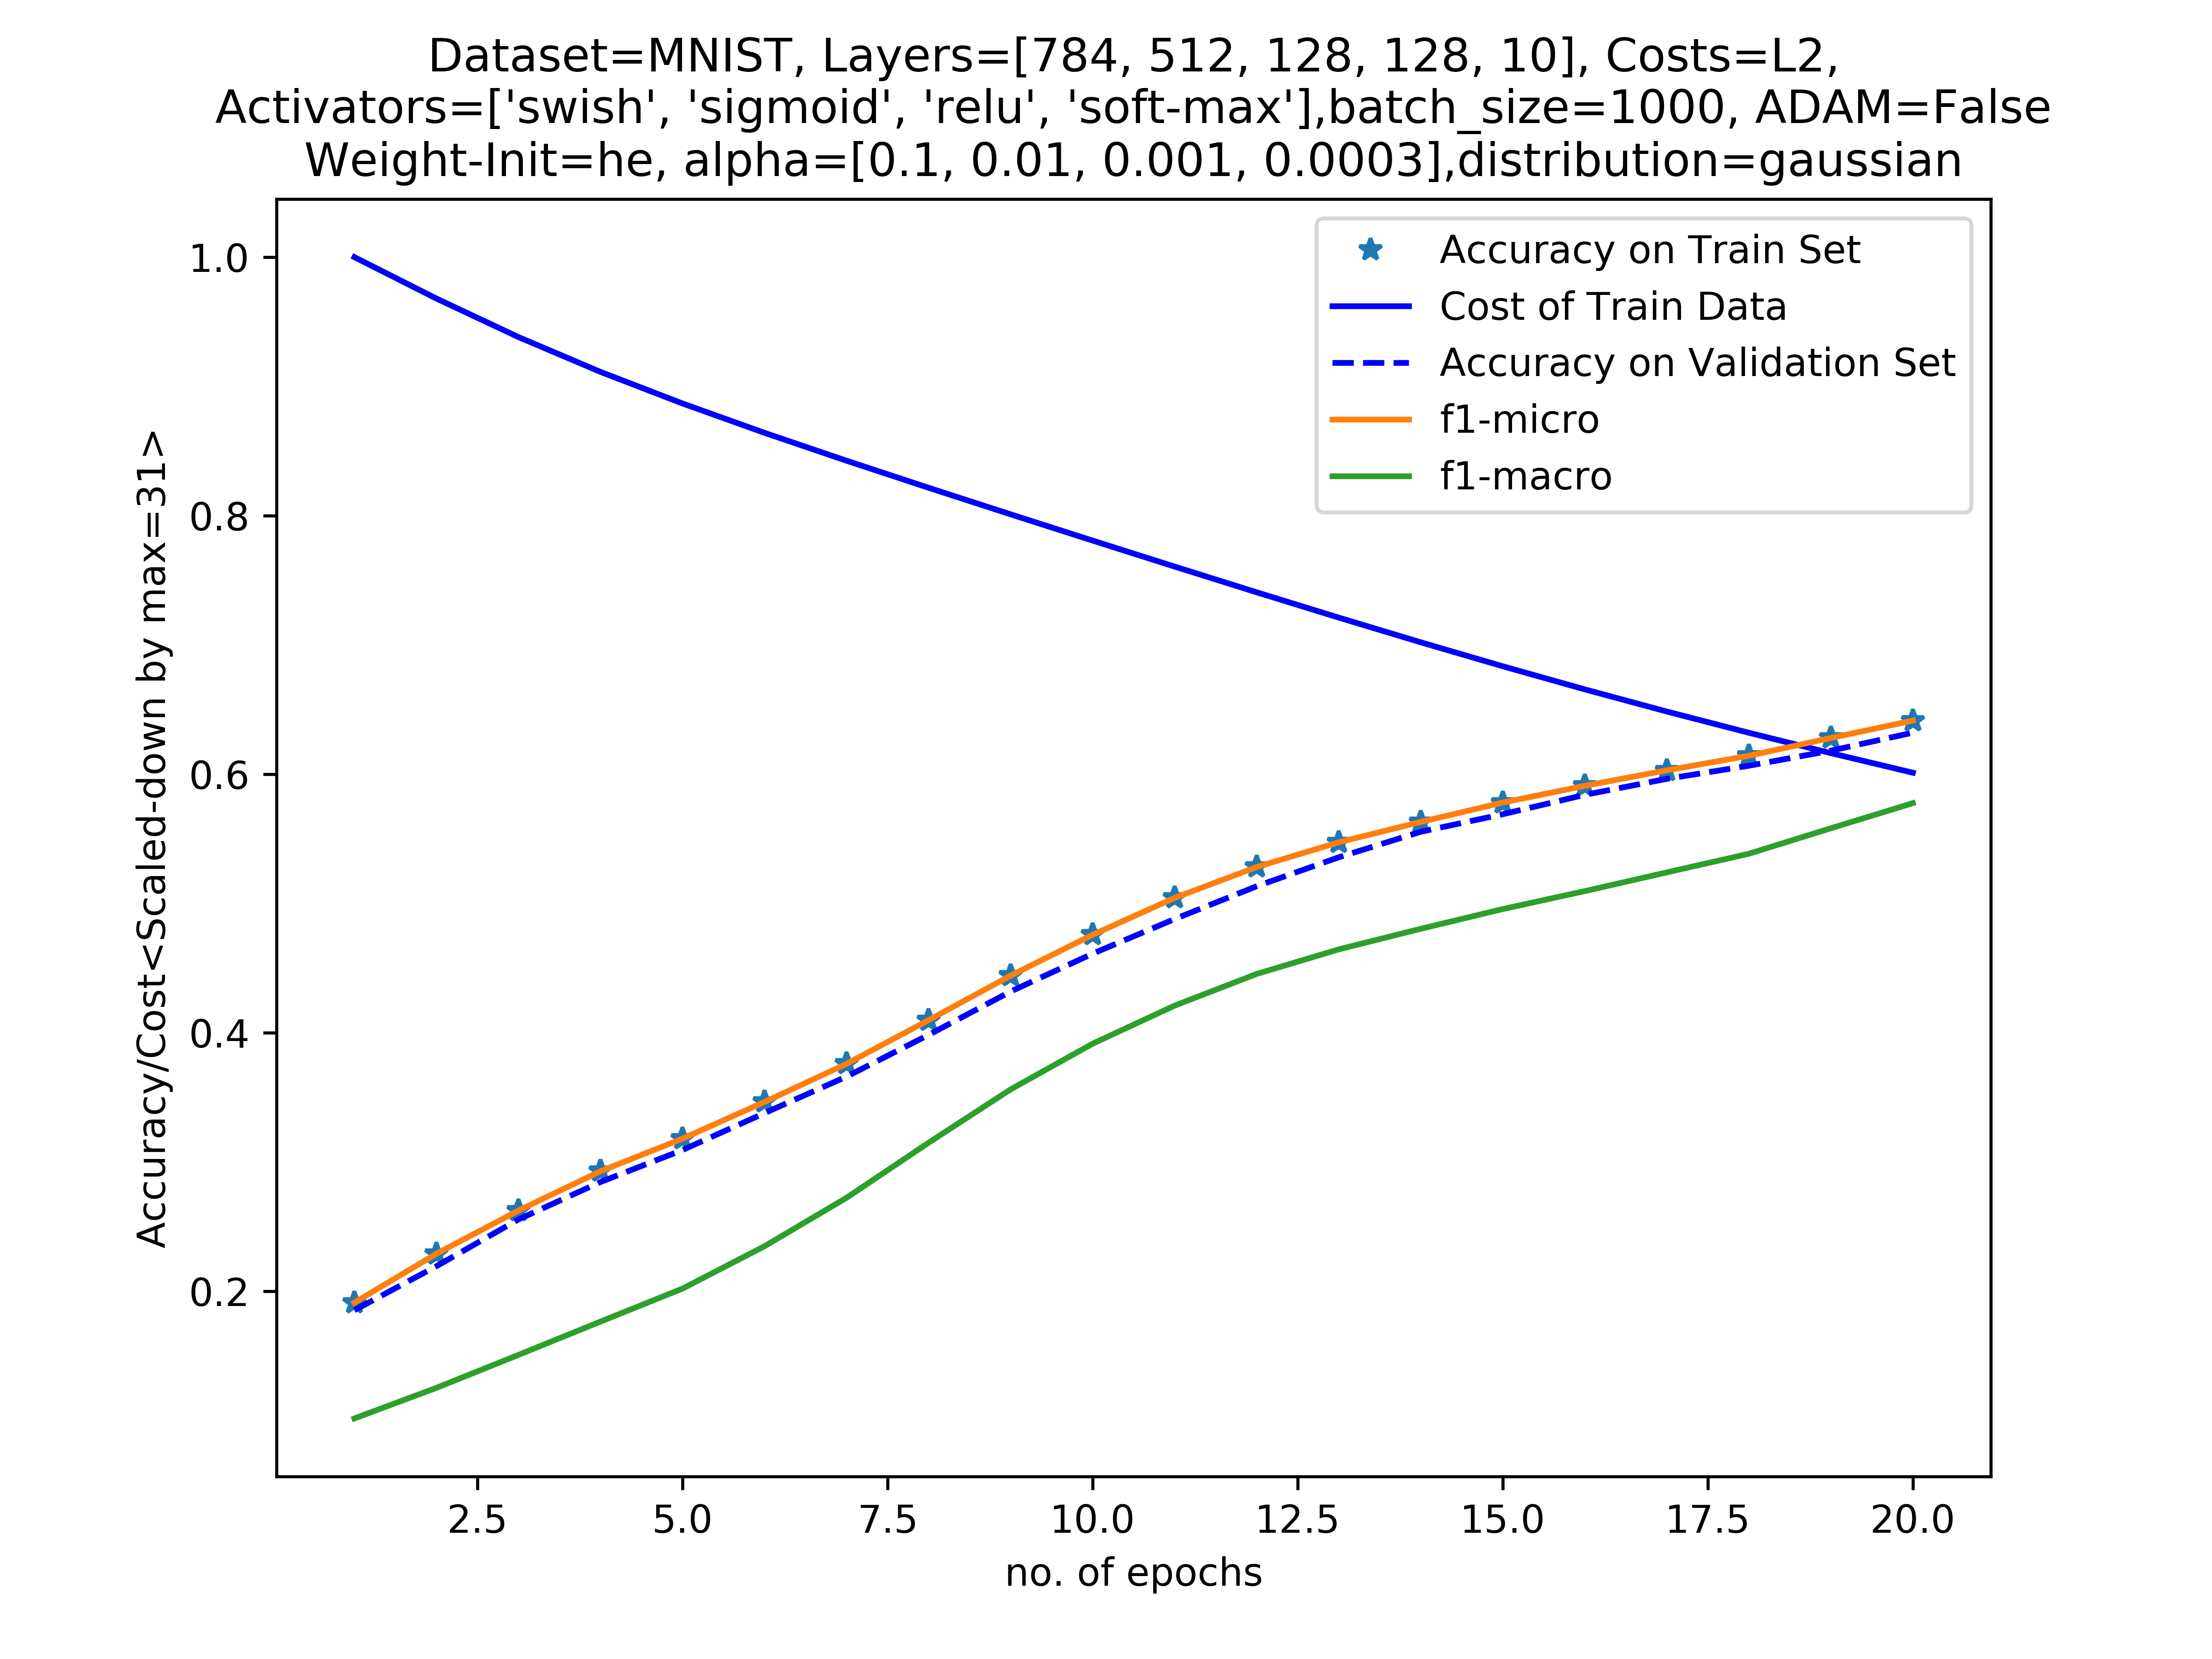 Dataset=MNIST, Layers=[784, 512, 128, 128, 10], Costs=L2,
Activators=['swish', 'sigmoid', 'relu', 'soft-max'],batch_size=1000, ADAM=False
Weight-Init=he, alpha=[0.1, 0.01, 0.001, 0.0003],distribution=gaussian
Accuracy on Train Set
Cost of Train Data
Accuracy on Validation Set
f1-micro
f1-macro
Accuracy/Cost<Scaled-down by max=31>
1.0
0.8
0.6
0.4
0.2
2.5 5.0 7.5 10.0 12.5 15.0 17.5 20.0
no. of epochs